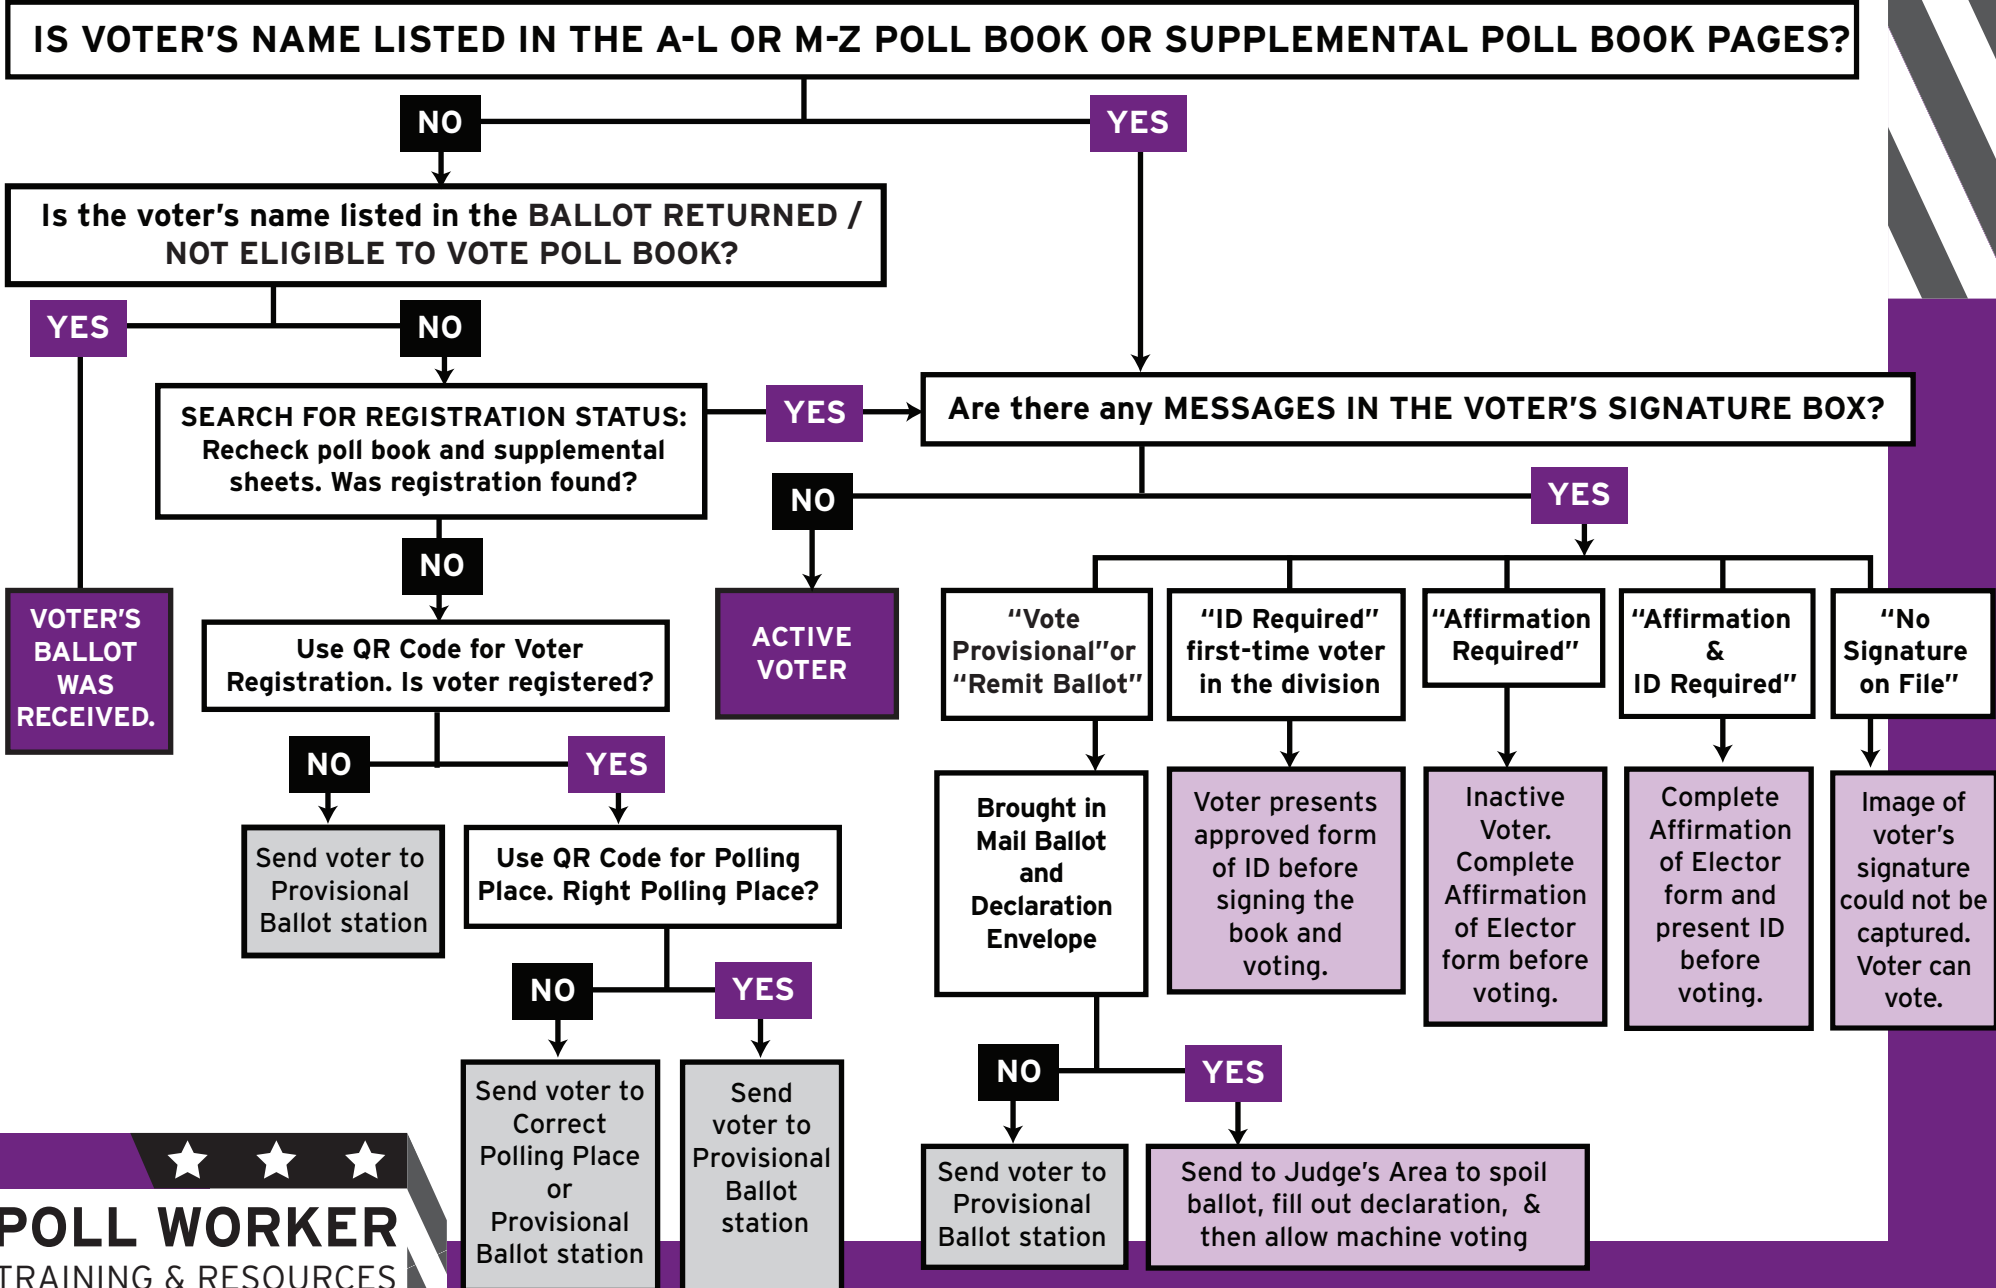 IS VOTER'S NAME LISTED IN THE A-L OR M-Z POLL BOOK OR SUPPLEMENTAL POLL BOOK PAGES?
NO
YES
Is the voter's name listed in the BALLOT RETURNED /
NOT ELIGIBLE TO VOTE POLL BOOK?
YES
NO
SEARCH FOR REGISTRATION STATUS:
Recheck poll book and supplemental
sheets. Was registration found?
YES
Are there any MESSAGES IN THE VOTER'S SIGNATURE BOX?
NO
YES
NO
VOTER'S
BALLOT
WAS
RECEIVED.
Use QR Code for Voter
Registration. Is voter registered?
ACTIVE
VOTER
"Vote
Provisional"or
"Remit Ballot"
"ID Required"
first-time voter
in the division
"Affirmation
Required"
"Affirmation
&
ID Required"
"No
Signature
on File"
NO
YES
Send voter to
Provisional
Ballot station
Use QR Code for Polling
Place. Right Polling Place?
Brought in
Mail Ballot
and
Declaration
Envelope
Voter presents
approved form
of ID before
signing the
book and
voting.
Inactive
Voter.
Complete
Affirmation
of Elector
form before
voting.
Complete
Affirmation
of Elector
form and
present ID
before
voting.
Image of
voter's
signature
could not be
captured.
Voter can
vote.
NO
YES
Send voter to
Correct
Polling Place
or
Provisional
Ballot station
Send
voter to
Provisional
Ballot
station
NO
YES
Send voter to
Provisional
Ballot station
Send to Judge's Area to spoil
ballot, fill out declaration, &
then allow machine voting
POLL WORKER
TRAINING & RESOURCES